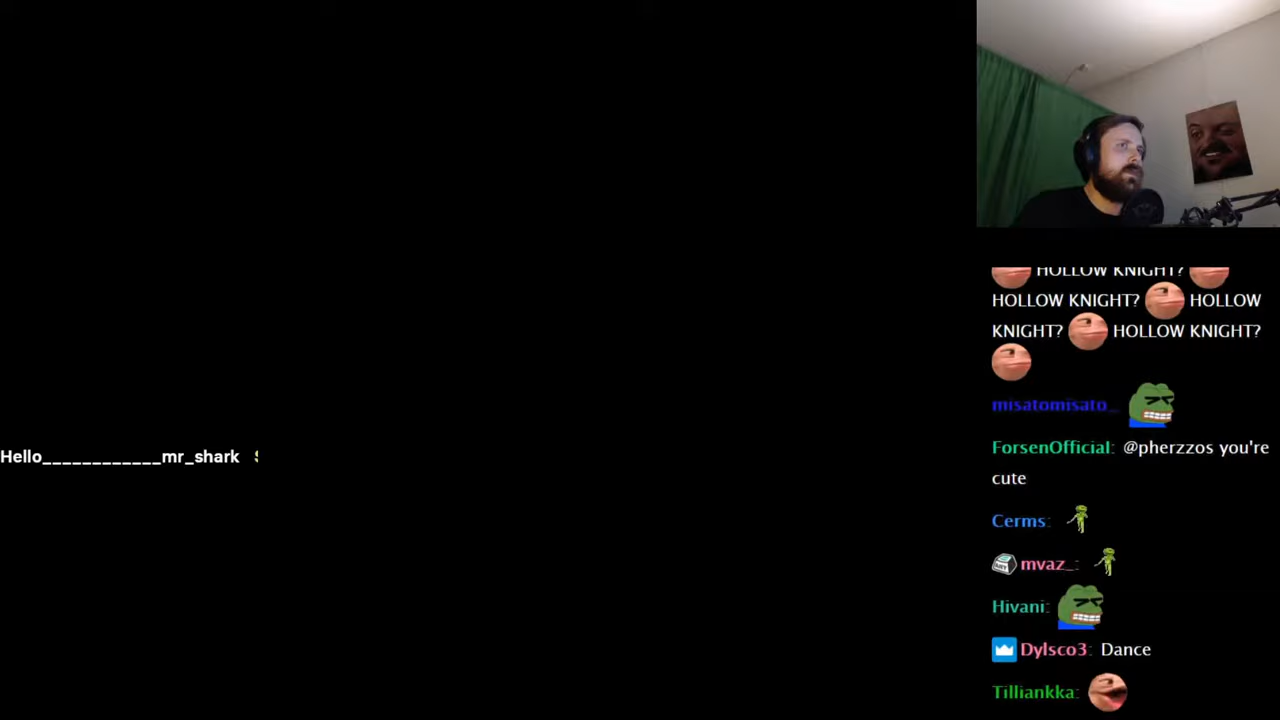 HOLLOW KNIGHT?
HOLLOW KNIGHT? HOLLOW
KNIGHT? HOLLOW KNIGHT?
misatomisato_
Hello____________mr_shark
ForsenOfficial: @pherzzos you're
cute
Cerms:
mvaz_:
Hivani:
Dylsco3: Dance
Tilliankka: